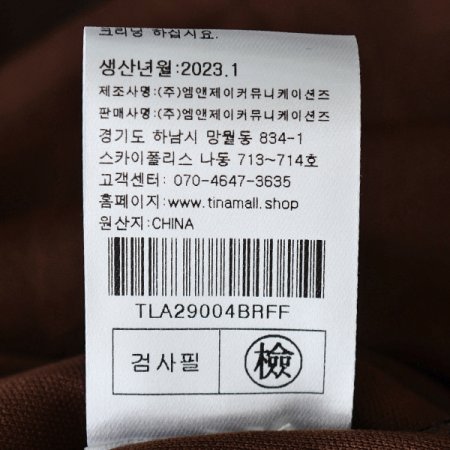 크리닝 하십시요.
생산년월:2023.1
제조사명:(주)엠앤제이커뮤니케이션즈
판매사명:(주)엠앤제이커뮤니케이션즈
경기도 하남시 망월동 834-1
스카이폴리스 나동 713~714호
고객센터: 070-4647-3635
홈페이지:www.tinamall.shop
원산지:CHINA
TLA29004BRFF
검사필 檢